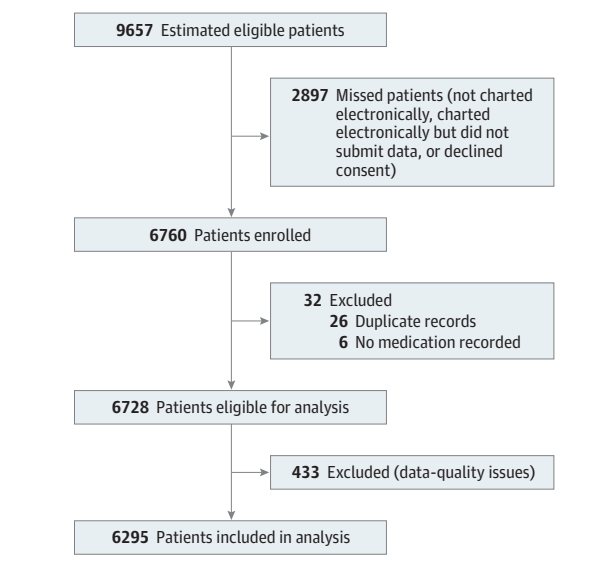 9657 Estimated eligible patients
2897 Missed patients (not charted
electronically, charted
electronically but did not
submit data, or declined
consent)
6760 Patients enrolled
32 Excluded
26 Duplicate records
6 No medication recorded
6728 Patients eligible for analysis
433 Excluded (data-quality issues)
6295 Patients included in analysis